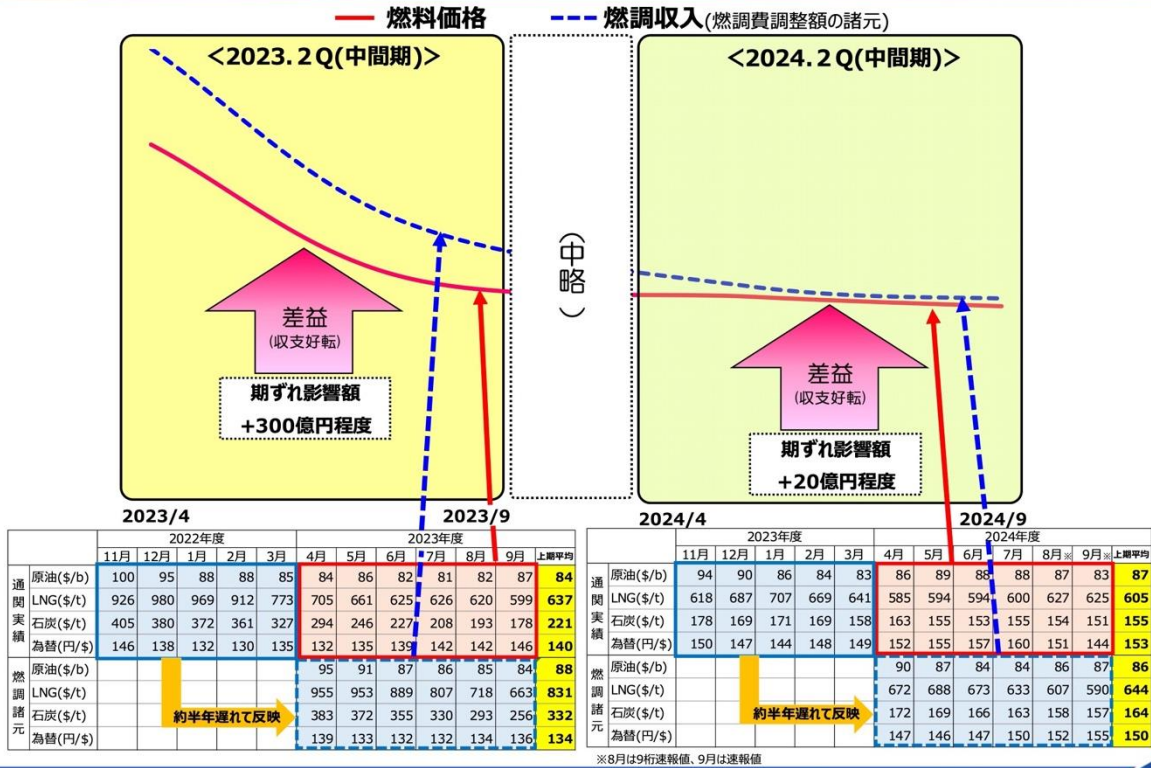 燃料価格 燃調収入(燃調費調整額の諸元)
<2023.2Q(中間期)>
差益
(収支好転)
期ずれ影響額
+300億円程度
(中略)
<2024.2Q(中間期)>
差益
(収支好転)
期ずれ影響額
+20億円程度
2023/4 2023/9
2022年度 2023年度
11月 12月 1月 2月 3月 4月 5月 6月 7月 8月 9月 上期平均
通関実績
原油($/b) 100 95 88 88 85 84 86 82 81 82 87 84
LNG($/t) 926 980 969 912 773 705 661 625 626 620 599 637
石炭($/t) 405 380 372 361 327 294 246 227 208 193 178 221
為替(円/$) 146 138 132 130 135 132 135 139 142 142 146 140
燃調諸元
原油($/b) 95 91 87 86 85 84 88
LNG($/t) 955 953 889 807 718 663 831
石炭($/t) 383 372 355 330 293 256 332
為替(円/$) 139 133 132 132 134 136 134
約半年遅れて反映
2024/4 2024/9
2023年度 2024年度
11月 12月 1月 2月 3月 4月 5月 6月 7月 8月※ 9月※ 上期平均
通関実績
原油($/b) 94 90 86 84 83 86 89 88 88 87 83 87
LNG($/t) 618 687 707 669 641 585 594 594 600 627 625 605
石炭($/t) 178 169 171 169 158 163 155 153 155 154 151 155
為替(円/$) 150 147 144 148 149 152 155 157 160 151 144 153
燃調諸元
原油($/b) 90 87 84 84 86 87 86
LNG($/t) 672 688 673 633 607 590 644
石炭($/t) 172 169 166 163 158 157 164
為替(円/$) 147 146 147 150 152 155 150
約半年遅れて反映
※8月は9桁速報値、9月は速報値